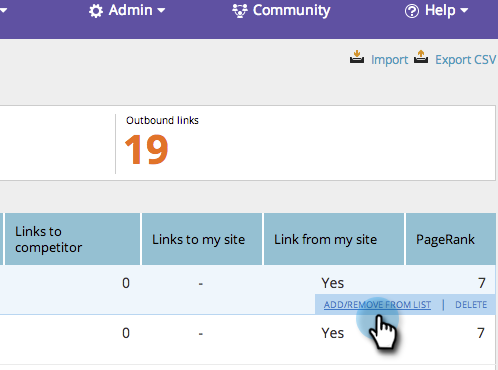 Admin
Community
Help
Import
Export CSV
Outbound links
19
Links to
competitor
Links to my site
Link from my site
PageRank
0
-
Yes
7
ADD/REMOVE FROM LIST | DELETE
0
-
Yes
7